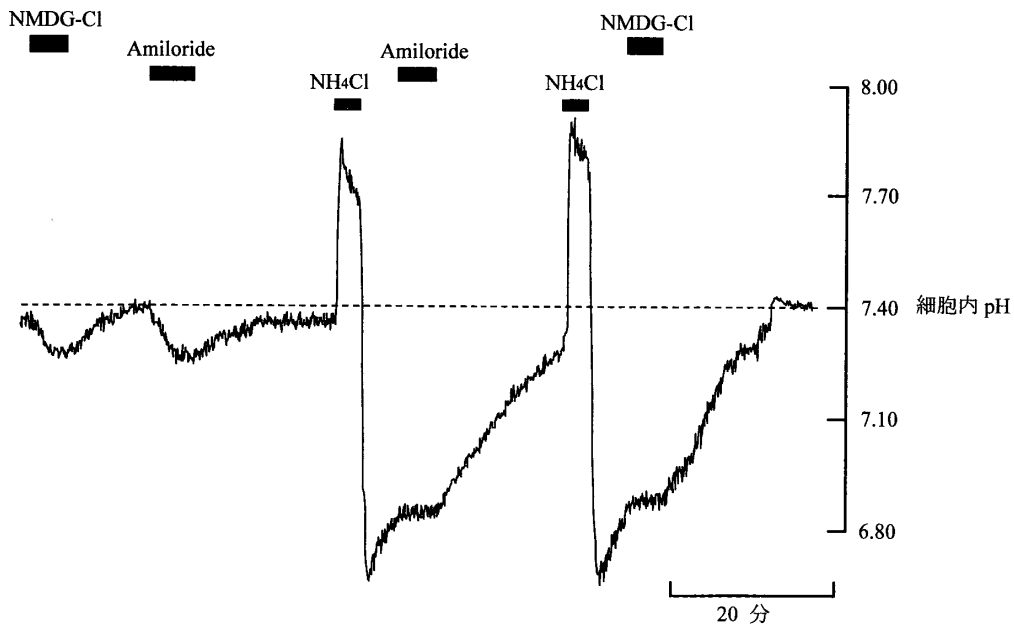 NMDG-Cl
Amiloride
NH4Cl
Amiloride
NH4Cl
NMDG-Cl
8.00
7.70
7.40
細胞内 pH
7.10
6.80
20 分